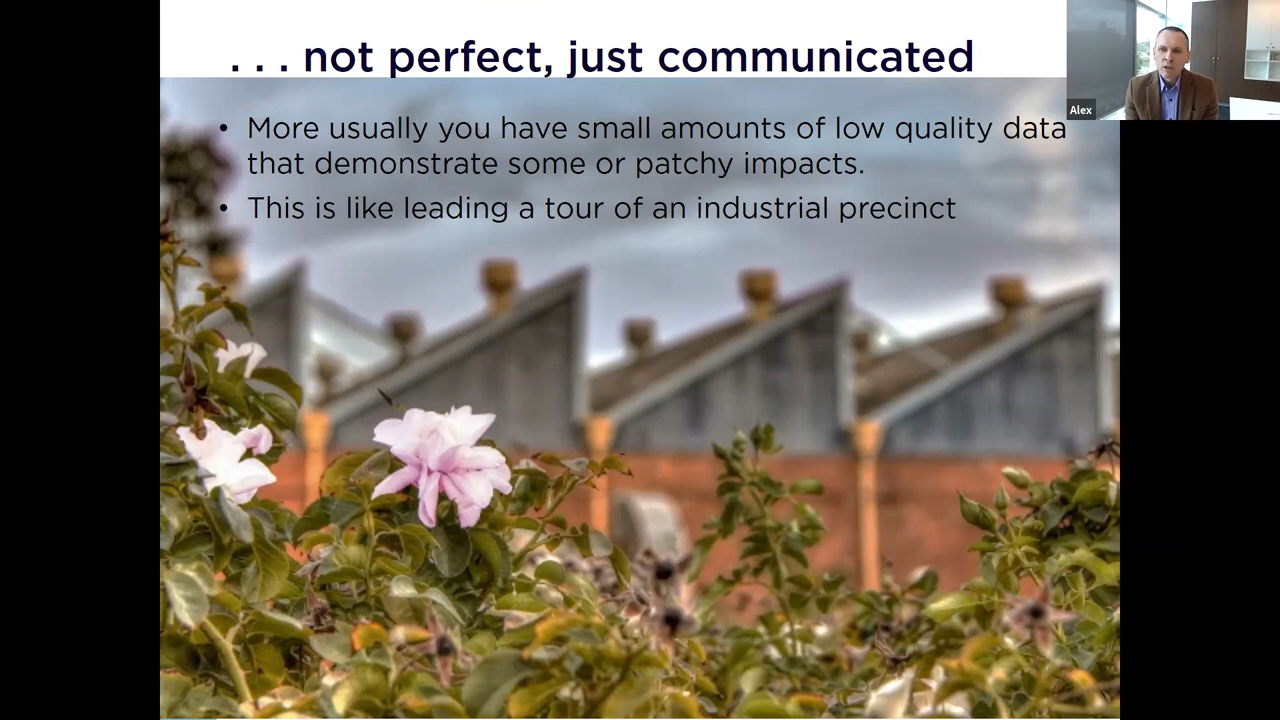 . . . not perfect, just communicated
• More usually you have small amounts of low quality data
that demonstrate some or patchy impacts.
• This is like leading a tour of an industrial precinct
Alex